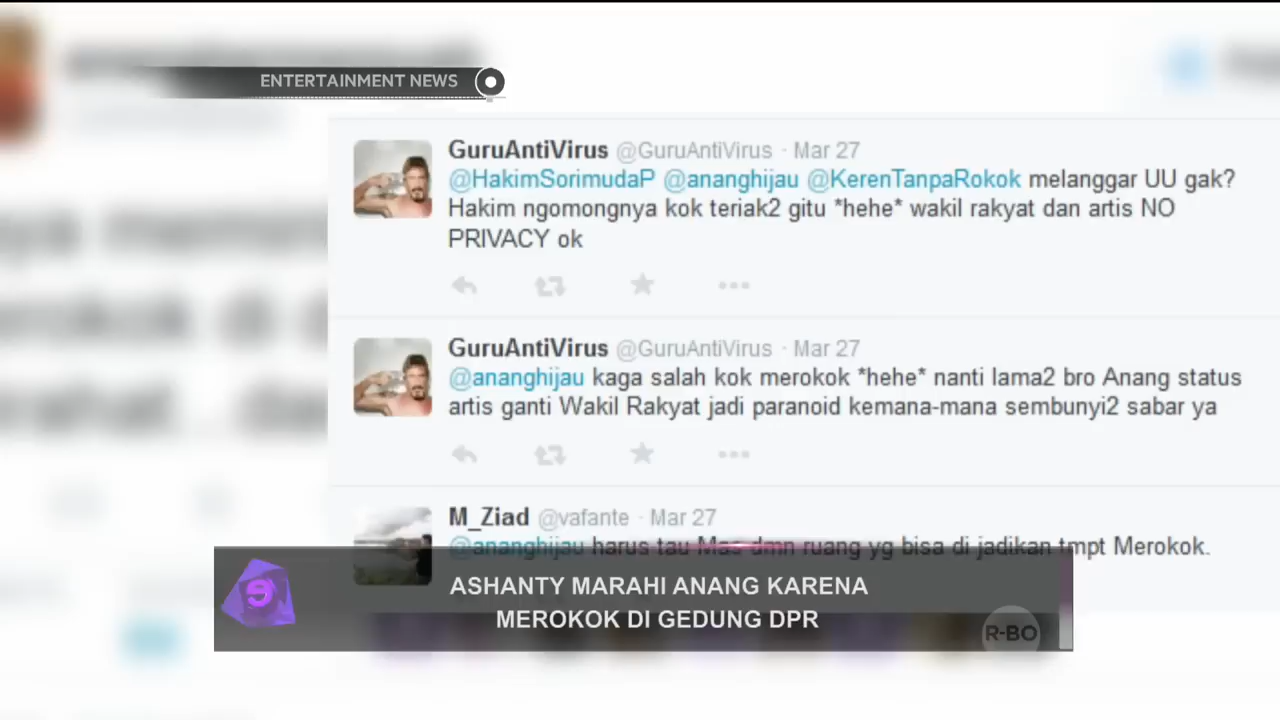 ENTERTAINMENT NEWS
GuruAntiVirus @GuruAntiVirus · Mar 27
@HakimSorimudaP @ananghijau @KerenTanpaRokok melanggar UU gak?
Hakim ngomongnya kok teriak2 gitu *hehe* wakil rakyat dan artis NO
PRIVACY ok
GuruAntiVirus @GuruAntiVirus · Mar 27
@ananghijau kaga salah kok merokok *hehe* nanti lama2 bro Anang status
artis ganti Wakil Rakyat jadi paranoid kemana-mana sembunyi2 sabar ya
M_Ziad @vafante · Mar 27
@ananghijau harus tau Mas dmn ruang yg bisa di jadikan tmpt Merokok.
ASHANTY MARAHI ANANG KARENA
MEROKOK DI GEDUNG DPR
R-BO